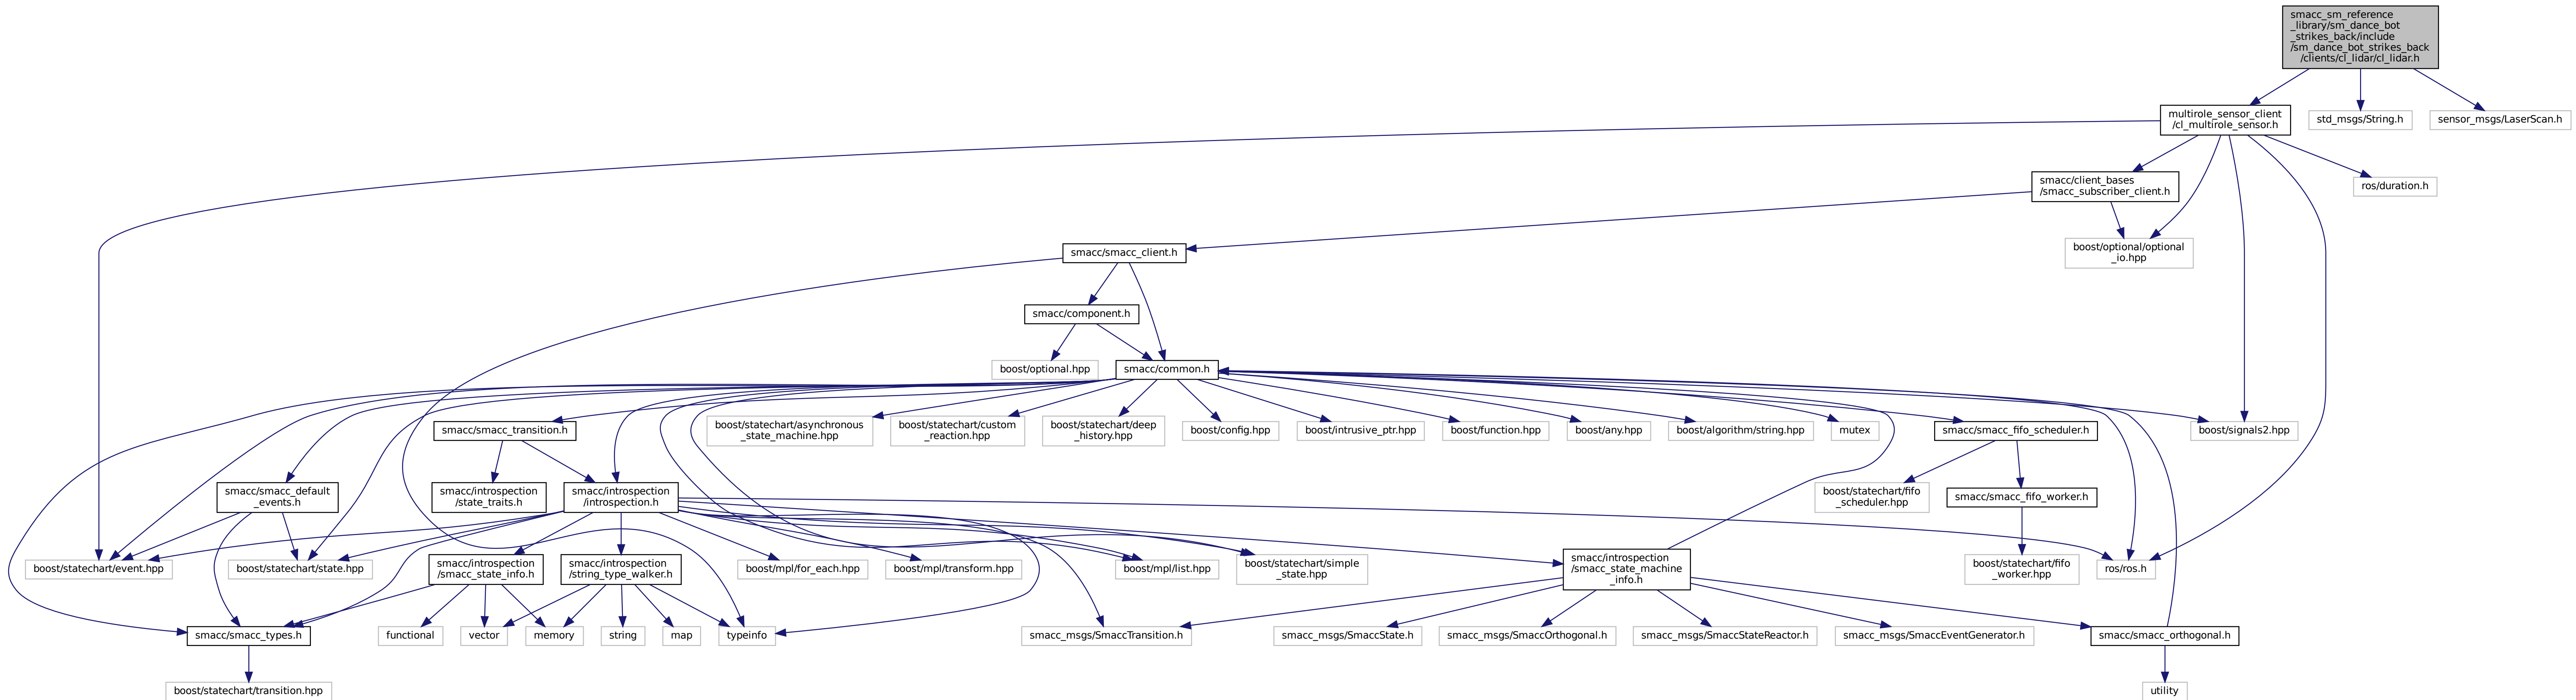 smacc_sm_reference
_library/sm_dance_bot
_strikes_back/include
/sm_dance_bot_strikes_back
/clients/cl_lidar/cl_lidar.h
multirole_sensor_client
/cl_multirole_sensor.h
std_msgs/String.h
sensor_msgs/LaserScan.h
smacc/client_bases
/smacc_subscriber_client.h
ros/duration.h
smacc/smacc_client.h
boost/optional/optional
_io.hpp
smacc/component.h
boost/optional.hpp
smacc/common.h
smacc/smacc_transition.h
boost/statechart/asynchronous
_state_machine.hpp
boost/statechart/custom
_reaction.hpp
boost/statechart/deep
_history.hpp
boost/config.hpp
boost/intrusive_ptr.hpp
boost/function.hpp
boost/any.hpp
boost/algorithm/string.hpp
mutex
smacc/smacc_fifo_scheduler.h
boost/signals2.hpp
smacc/smacc_default
_events.h
smacc/introspection
/state_traits.h
smacc/introspection
/introspection.h
boost/statechart/fifo
_scheduler.hpp
smacc/smacc_fifo_worker.h
boost/statechart/event.hpp
boost/statechart/state.hpp
smacc/introspection
/smacc_state_info.h
smacc/introspection
/string_type_walker.h
boost/mpl/for_each.hpp
boost/mpl/transform.hpp
boost/mpl/list.hpp
boost/statechart/simple
_state.hpp
smacc/introspection
/smacc_state_machine
_info.h
boost/statechart/fifo
_worker.hpp
ros/ros.h
smacc/smacc_types.h
functional
vector
memory
string
map
typeinfo
smacc_msgs/SmaccTransition.h
smacc_msgs/SmaccState.h
smacc_msgs/SmaccOrthogonal.h
smacc_msgs/SmaccStateReactor.h
smacc_msgs/SmaccEventGenerator.h
smacc/smacc_orthogonal.h
boost/statechart/transition.hpp
utility